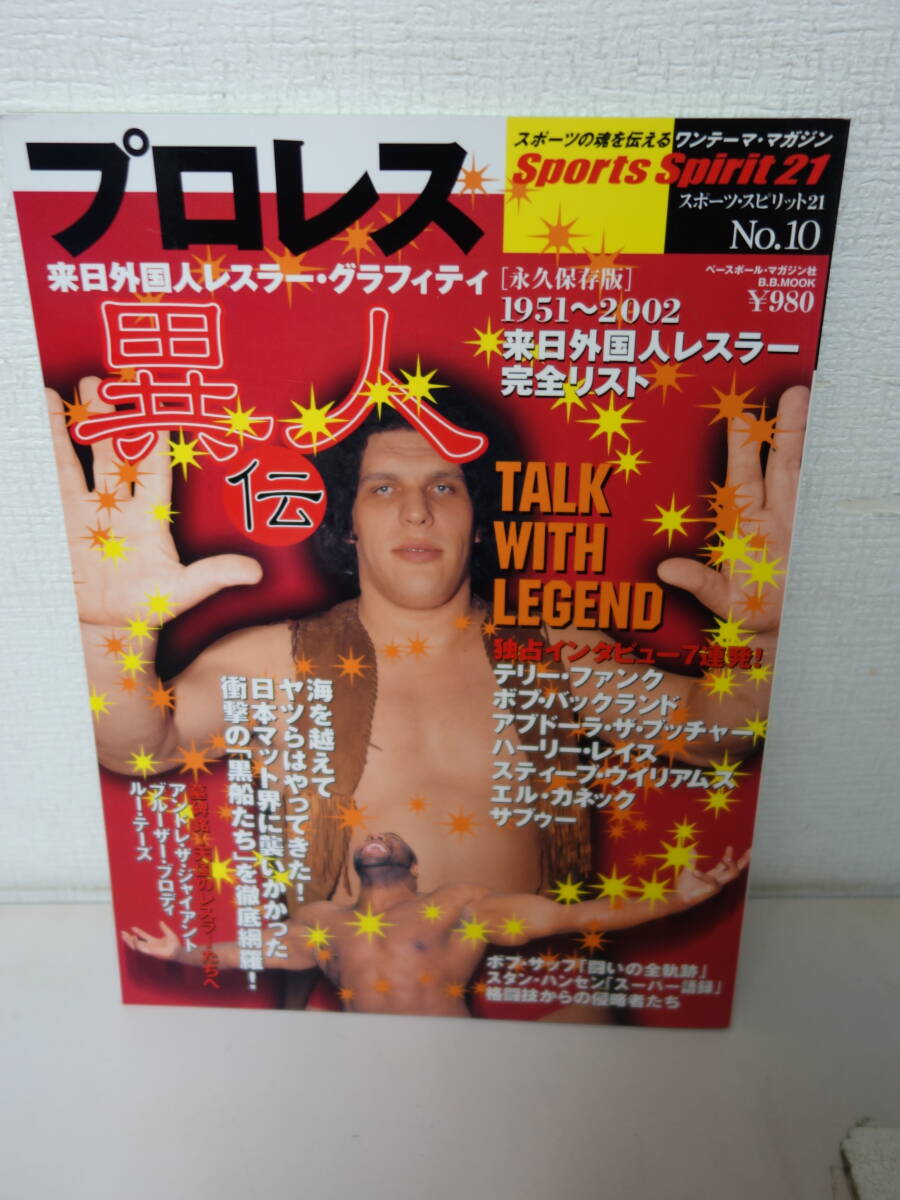 プロレス
スポーツの魂を伝える ワンテーマ・マガジン
Sports Spirit 21
スポーツ・スピリット21
No.10
ベースボール・マガジン社
B.B.MOOK
¥980
来日外国人レスラー・グラフィティ
異人
伝
[永久保存版]
1951〜2002
来日外国人レスラー
完全リスト
TALK
WITH
LEGEND
独占インタビュー7連発!
テリー・ファンク
ボブ・バックランド
アブドーラ・ザ・ブッチャー
ハーリー・レイス
スティーブ・ウイリアムス
エル・カネック
サブゥー
海を越えて
ヤツらはやってきた!
日本マット界に襲いかかった
衝撃の「黒船たち」を徹底網羅!
のレスラーたちへ
アンドレ・ザ・ジャイアント
ブルーザー・ブロディ
ルー・テーズ
ボブ・サップ「闘いの全軌跡」
スタン・ハンセン「スーパー語録」
格闘技からの侵略者たち